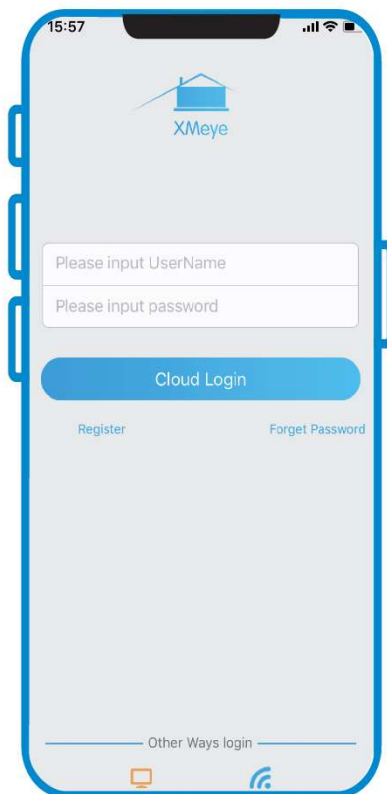 15:57
XMeye
Please input UserName
Please input password
Cloud Login
Register Forget Password
Other Ways login